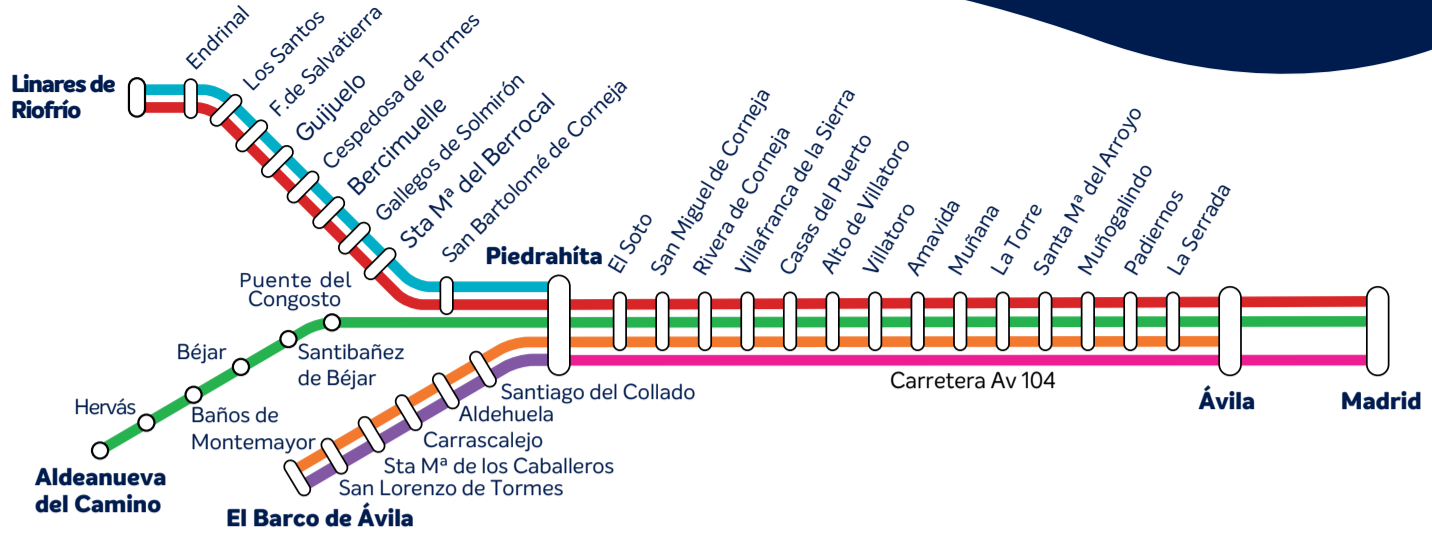 Linares de
Riofrío
Endrinal
Los Santos
F. de Salvatierra
Guijuelo
Cespedosa de Tormes
Bercimuelle
Gallegos de Solmirón
Sta Mª del Berrocal
San Bartolomé de Corneja
Piedrahíta
El Soto
San Miguel de Corneja
Rivera de Corneja
Villafranca de la Sierra
Casas del Puerto
Alto de Villatoro
Villatoro
Amavida
Muñana
La Torre
Santa Mª del Arroyo
Muñogalindo
Padiernos
La Serrada
Puente del
Congosto
Santibañez
de Béjar
Béjar
Baños de
Montemayor
Hervás
Aldeanueva
del Camino
Santiago del Collado
Aldehuela
Carrascalejo
Sta Mª de los Caballeros
San Lorenzo de Tormes
El Barco de Ávila
Carretera Av 104
Ávila
Madrid